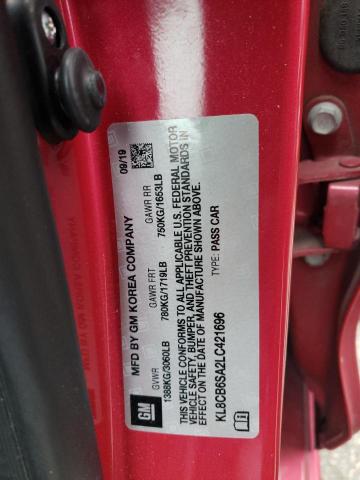 GM
MFD BY GM KOREA COMPANY
09/19
GVWR
GAWR FRT
GAWR RR
1388KG/3060LB
780KG/1719LB
750KG/1653LB
THIS VEHICLE CONFORMS TO ALL APPLICABLE U.S. FEDERAL MOTOR
VEHICLE SAFETY, BUMPER, AND THEFT PREVENTION STANDARDS IN
EFFECT ON THE DATE OF MANUFACTURE SHOWN ABOVE.
KL8CB6SA2LC421696
TYPE: PASS CAR